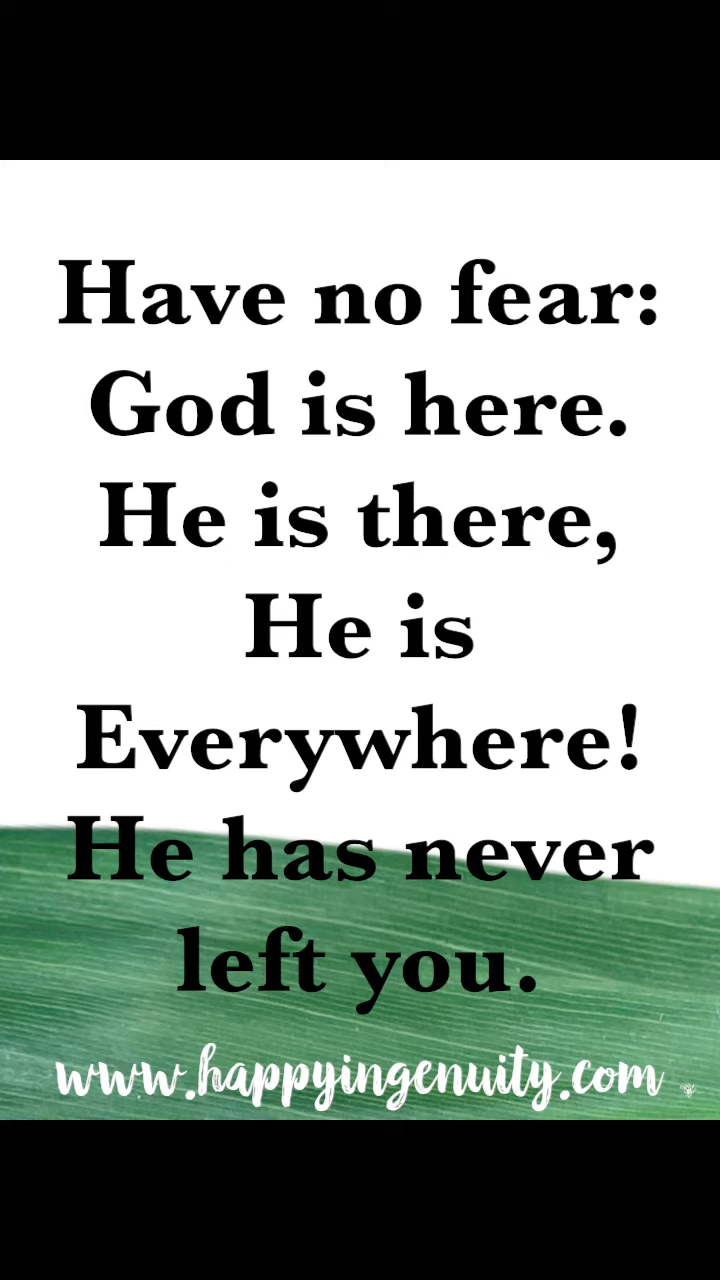 Have no fear:
God is here.
He is there,
He is
Everywhere!
He has never
left you.
www.happyingenuity.com